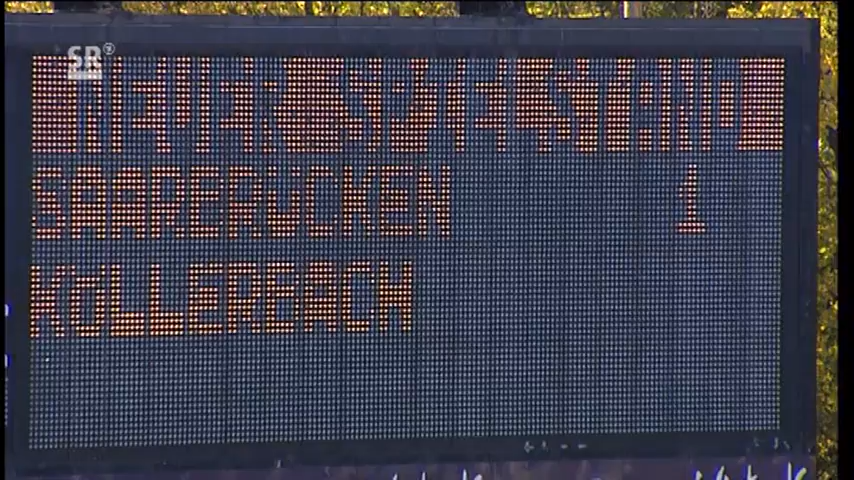 SR
NEUER SPIELSTAND
SAARBRÜCKEN 1
KÖLLERBACH